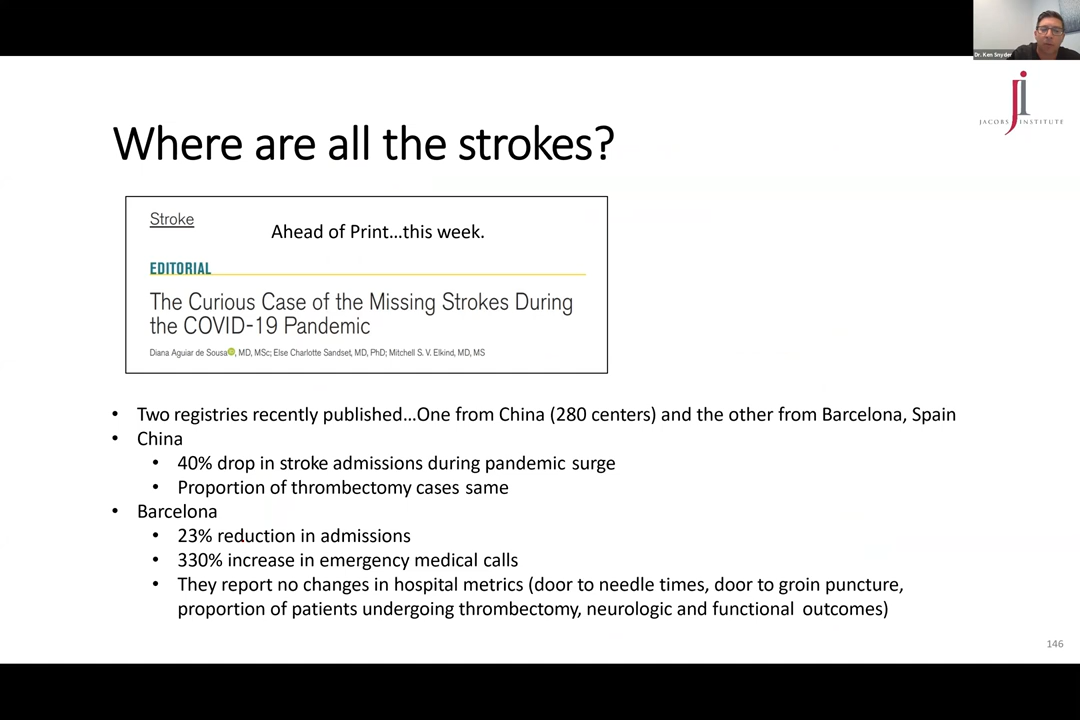 Dr. Ken Snyder
JACOBS INSTITUTE
Where are all the strokes?
Stroke
Ahead of Print...this week.
EDITORIAL
The Curious Case of the Missing Strokes During
the COVID-19 Pandemic
Diana Aguiar de Sousa, MD, MSc; Else Charlotte Sandset, MD, PhD; Mitchell S. V. Elkind, MD, MS
• Two registries recently published...One from China (280 centers) and the other from Barcelona, Spain
• China
• 40% drop in stroke admissions during pandemic surge
• Proportion of thrombectomy cases same
• Barcelona
• 23% reduction in admissions
• 330% increase in emergency medical calls
• They report no changes in hospital metrics (door to needle times, door to groin puncture,
proportion of patients undergoing thrombectomy, neurologic and functional outcomes)
146